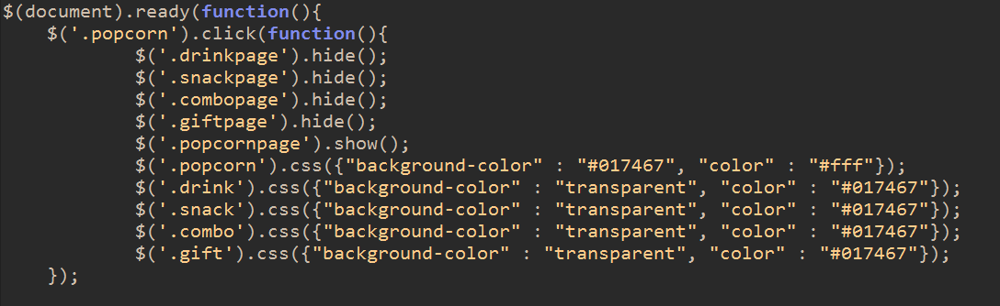 $(document).ready(function(){
$('.popcorn').click(function(){
$('.drinkpage').hide();
$('.snackpage').hide();
$('.combopage').hide();
$('.giftpage').hide();
$('.popcornpage').show();
$('.popcorn').css({"background-color" : "#017467", "color" : "#fff"});
$('.drink').css({"background-color" : "transparent", "color" : "#017467"});
$('.snack').css({"background-color" : "transparent", "color" : "#017467"});
$('.combo').css({"background-color" : "transparent", "color" : "#017467"});
$('.gift').css({"background-color" : "transparent", "color" : "#017467"});
});